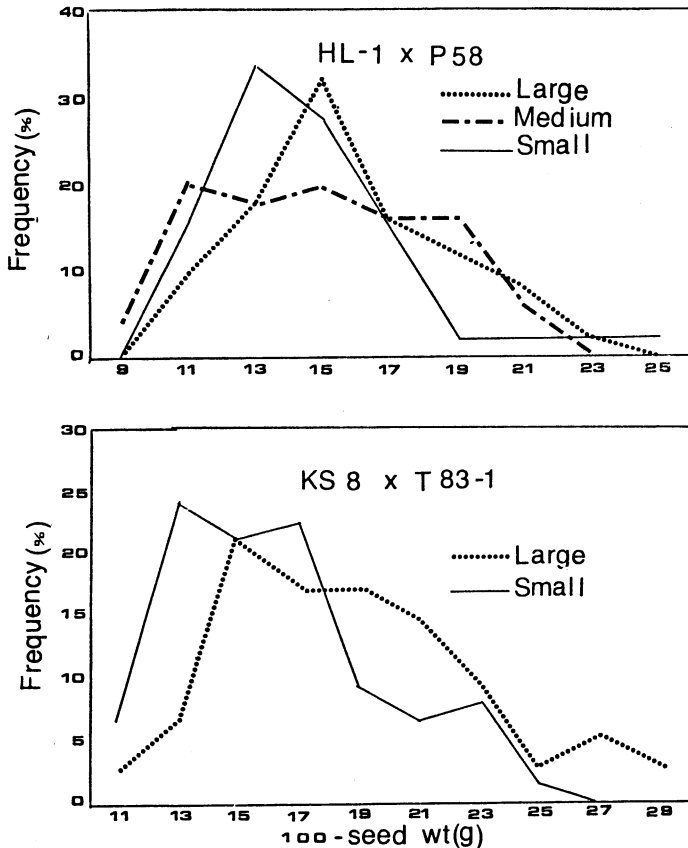 40
HL-1 x P58
Large
30
Medium
Small
Frequency (%)
20
10
0
9 11 13 15 17 19 21 23 25
30
KS 8 x T 83-1
25
Large
20
Small
Frequency (%)
15
10
5
0
11 13 15 17 19 21 23 25 27 29
100-seed wt(g)